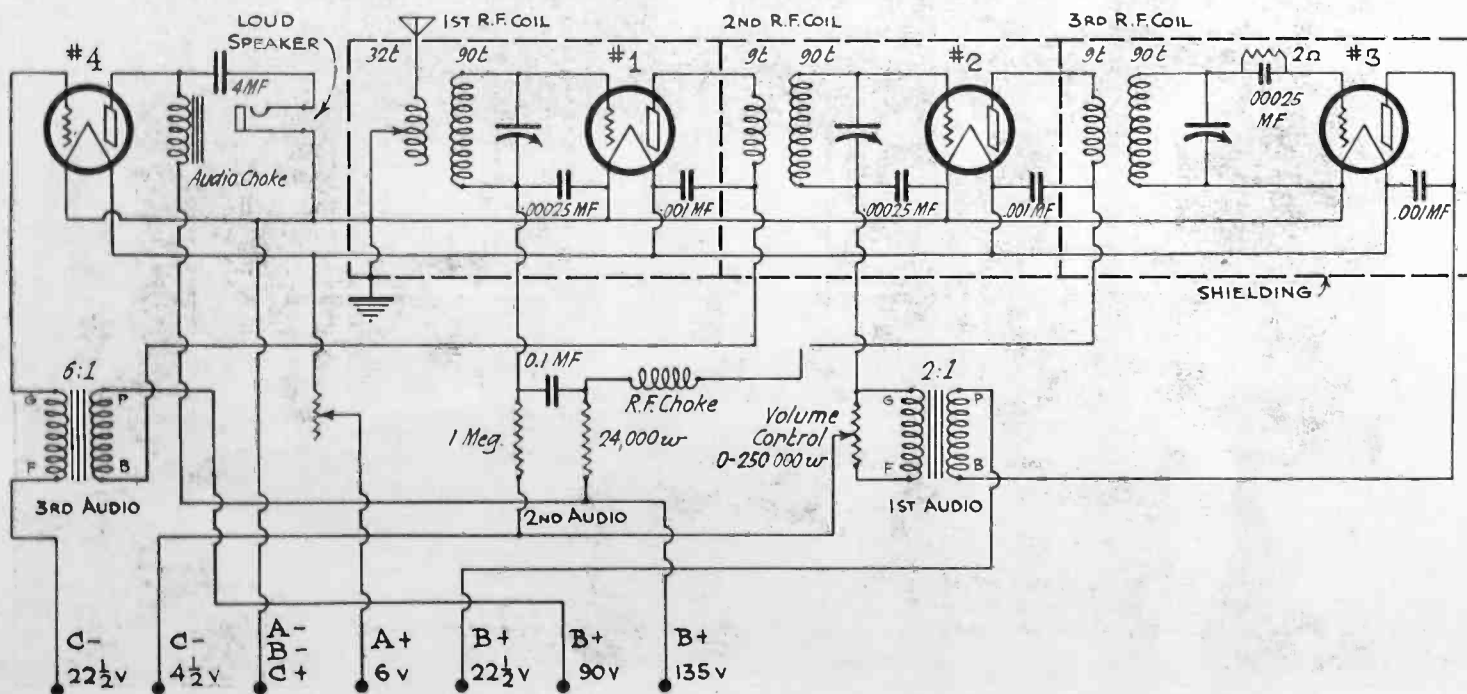 LOUD
SPEAKER
1ST R.F. COIL
2ND R.F. COIL
3RD R.F. COIL
#4
4MF
32t
90t
#1
9t
90t
#2
9t
90t
2Ω
#3
.00025
MF
Audio Choke
.00025 MF
.001 MF
.00025 MF
.001 MF
.001 MF
SHIELDING
6:1
0.1 MF
2:1
G
P
R.F. Choke
G
P
1 Meg.
24,000 w
Volume
Control
0-250 000 w
F
B
F
B
3RD AUDIO
2ND AUDIO
1ST AUDIO
C-
22½ v
C-
4½ v
A-
B-
C+
A+
6 v
B+
22½ v
B+
90 v
B+
135 v